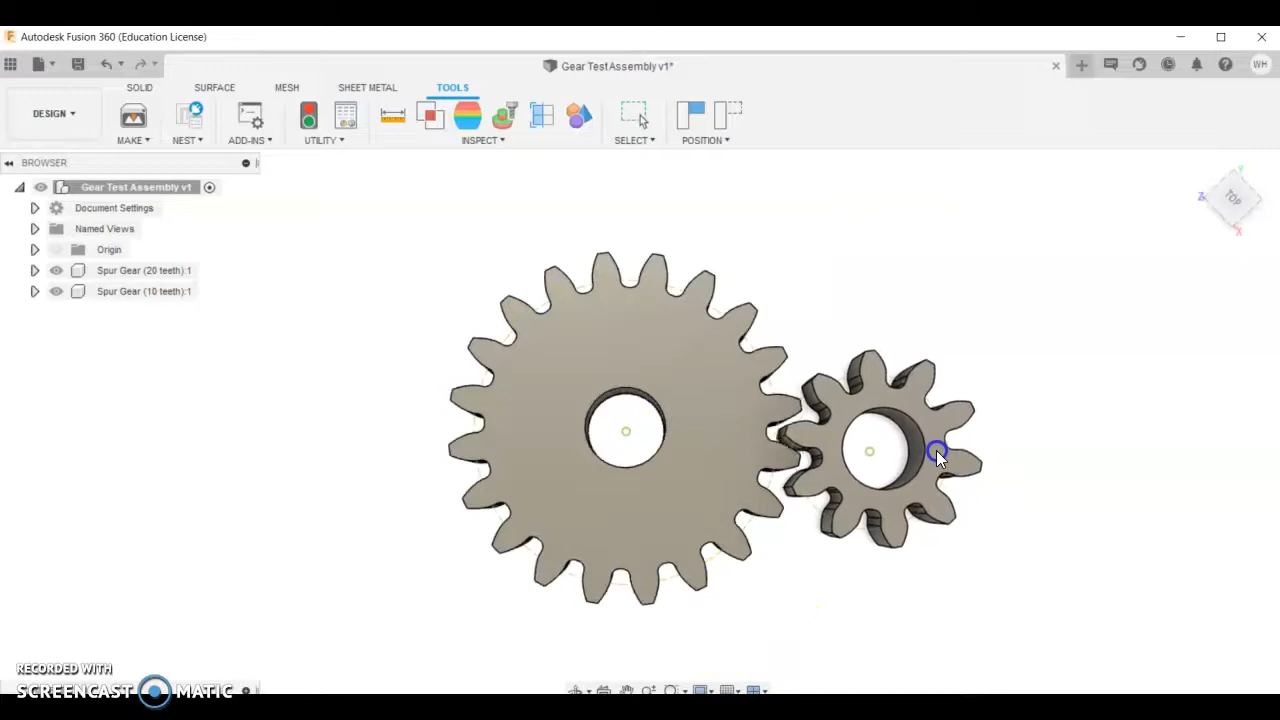 Autodesk Fusion 360 (Education License)
Gear Test Assembly v1*
WH
SOLID SURFACE MESH SHEET METAL TOOLS
DESIGN
MAKE NEST ADD-INS UTILITY INSPECT SELECT POSITION
BROWSER
Gear Test Assembly v1
Document Settings
Named Views
Origin
Spur Gear (20 teeth):1
Spur Gear (10 teeth):1
Y
Z
TOP
X
RECORDED WITH
SCREENCAST MATIC